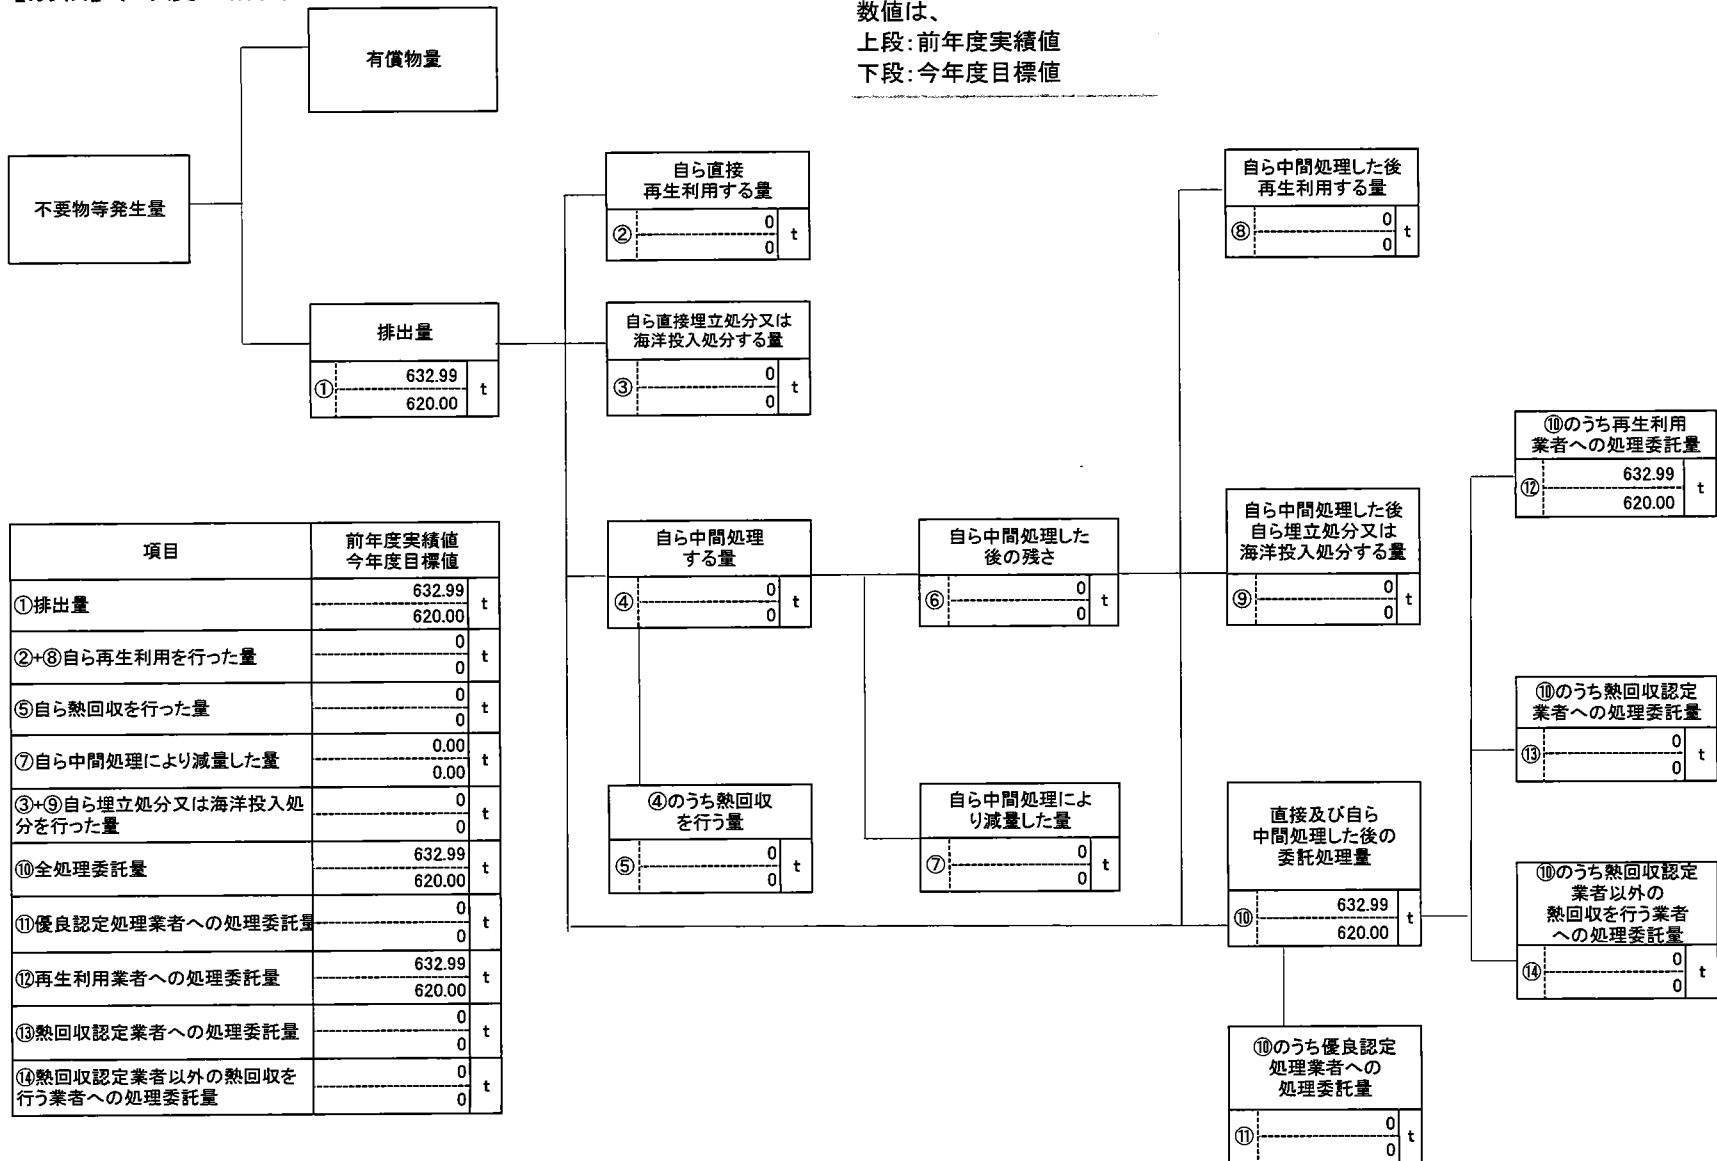 数値は、
上段:前年度実績値
下段:今年度目標値
有償物量
不要物等発生量
排出量
① 632.99 t
620.00
自ら直接
再生利用する量
② 0 t
0
自ら直接埋立処分又は
海洋投入処分する量
③ 0 t
0
自ら中間処理
する量
④ 0 t
0
④のうち熱回収
を行う量
⑤ 0 t
0
自ら中間処理した
後の残さ
⑥ 0 t
0
自ら中間処理によ
り減量した量
⑦ 0 t
0
自ら中間処理した後
再生利用する量
⑧ 0 t
0
自ら中間処理した後
自ら埋立処分又は
海洋投入処分する量
⑨ 0 t
0
直接及び自ら
中間処理した後の
委託処理量
⑩ 632.99 t
620.00
⑩のうち優良認定
処理業者への
処理委託量
⑪ 0 t
0
⑩のうち再生利用
業者への処理委託量
⑫ 632.99 t
620.00
⑩のうち熱回収認定
業者への処理委託量
⑬ 0 t
0
⑩のうち熱回収認定
業者以外の
熱回収を行う業者
への処理委託量
⑭ 0 t
0
項目 前年度実績値
今年度目標値
①排出量 632.99 t
620.00
②+⑧自ら再生利用を行った量 0 t
0
⑤自ら熱回収を行った量 0 t
0
⑦自ら中間処理により減量した量 0.00 t
0.00
③+⑨自ら埋立処分又は海洋投入処
分を行った量 0 t
0
⑩全処理委託量 632.99 t
620.00
⑪優良認定処理業者への処理委託量 0 t
0
⑫再生利用業者への処理委託量 632.99 t
620.00
⑬熱回収認定業者への処理委託量 0 t
0
⑭熱回収認定業者以外の熱回収を
行う業者への処理委託量 0 t
0